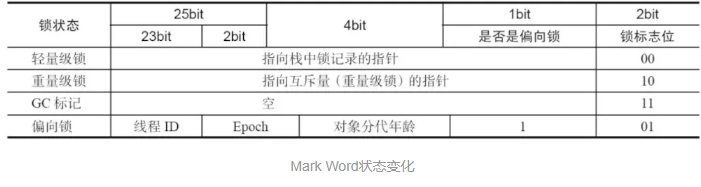 锁状态 25bit 4bit 1bit 2bit
23bit 2bit 是否是偏向锁 锁标志位
轻量级锁 指向栈中锁记录的指针 00
重量级锁 指向互斥量（重量级锁）的指针 10
GC 标记 空 11
偏向锁 线程 ID Epoch 对象分代年龄 1 01
Mark Word状态变化